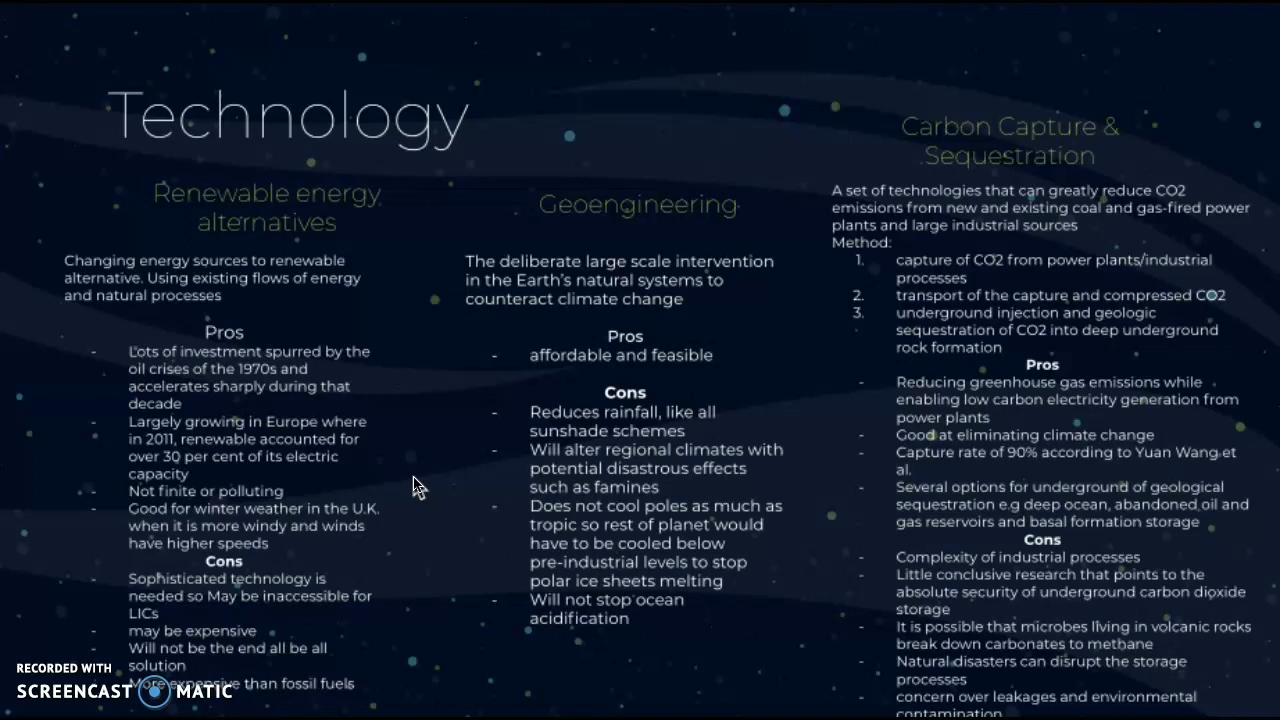 Technology
Renewable energy
alternatives
Changing energy sources to renewable
alternative. Using existing flows of energy
and natural processes
Pros
- Lots of investment spurred by the
oil crises of the 1970s and
accelerates sharply during that
decade
- Largely growing in Europe where
in 2011, renewable accounted for
over 30 per cent of its electric
capacity
- Not finite or polluting
- Good for winter weather in the U.K.
when it is more windy and winds
have higher speeds
Cons
- Sophisticated technology is
needed so May be inaccessible for
LICs
- may be expensive
- Will not be the end all be all
solution
- More expensive than fossil fuels
Geoengineering
The deliberate large scale intervention
in the Earth's natural systems to
counteract climate change
Pros
- affordable and feasible
Cons
- Reduces rainfall, like all
sunshade schemes
- Will alter regional climates with
potential disastrous effects
such as famines
- Does not cool poles as much as
tropic so rest of planet would
have to be cooled below
pre-industrial levels to stop
polar ice sheets melting
- Will not stop ocean
acidification
Carbon Capture &
Sequestration
A set of technologies that can greatly reduce CO2
emissions from new and existing coal and gas-fired power
plants and large industrial sources
Method:
1. capture of CO2 from power plants/industrial
processes
2. transport of the capture and compressed CO2
3. underground injection and geologic
sequestration of CO2 into deep underground
rock formation
Pros
- Reducing greenhouse gas emissions while
enabling low carbon electricity generation from
power plants
- Good at eliminating climate change
- Capture rate of 90% according to Yuan Wang et
al.
- Several options for underground of geological
sequestration e.g deep ocean, abandoned oil and
gas reservoirs and basal formation storage
Cons
- Complexity of industrial processes
- Little conclusive research that points to the
absolute security of underground carbon dioxide
storage
- It is possible that microbes living in volcanic rocks
break down carbonates to methane
- Natural disasters can disrupt the storage
processes
- concern over leakages and environmental
contamination
RECORDED WITH
SCREENCAST MATIC